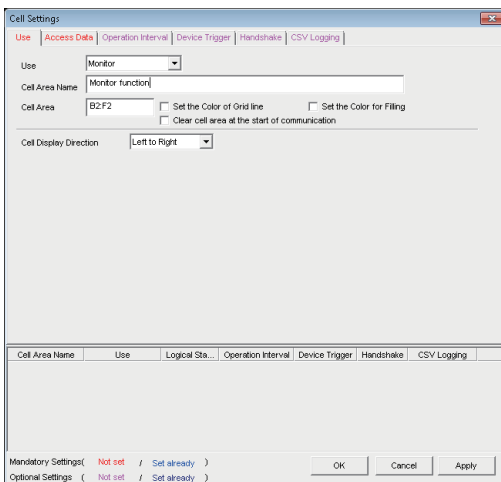 Cell Settings
Use Access Data Operation Interval Device Trigger Handshake CSV Logging
Use Monitor
Cell Area Name Monitor function
Cell Area B2:F2 Set the Color of Grid line Set the Color for Filling
Clear cell area at the start of communication
Cell Display Direction Left to Right
Cell Area Name Use Logical Sta... Operation Interval Device Trigger Handshake CSV Logging
Mandatory Settings( Not set / Set already )
OK Cancel Apply
Optional Settings ( Not set / Set already )